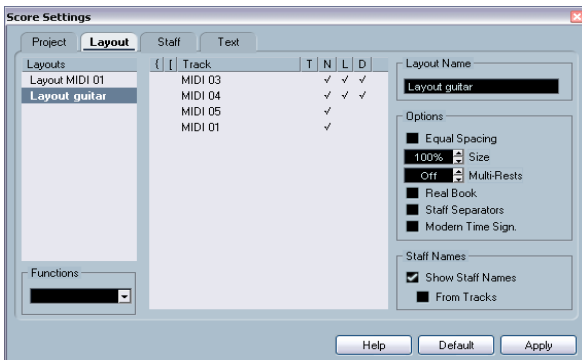 Score Settings
Project Layout Staff Text
Layouts
Layout MIDI 01
Layout guitar
Functions
{ [ Track T N L D
MIDI 03 √ √ √
MIDI 04 √ √ √
MIDI 05 √
MIDI 01 √
Layout Name
Layout guitar
Options
Equal Spacing
100% Size
Off Multi-Rests
Real Book
Staff Separators
Modern Time Sign.
Staff Names
Show Staff Names
From Tracks
Help Default Apply